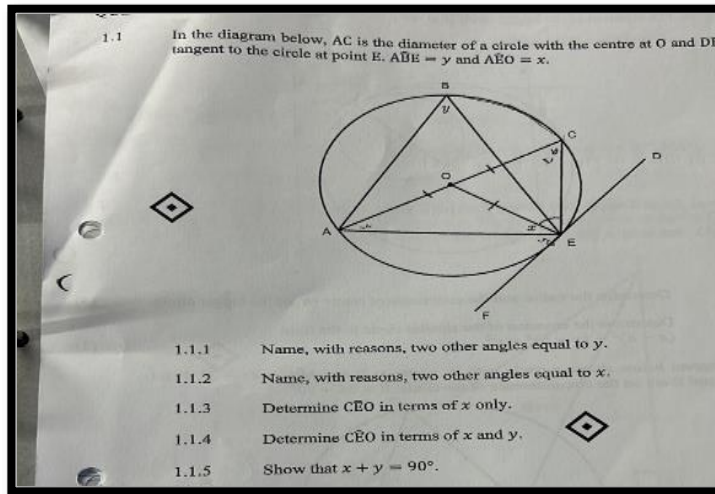 1.1 In the diagram below, AC is the diameter of a circle with the centre at O and DE
tangent to the circle at point E. AB̂E = y and AÊO = x.
B
y
C
D
O
A
x
E
F
1.1.1 Name, with reasons, two other angles equal to y.
1.1.2 Name, with reasons, two other angles equal to x.
1.1.3 Determine CÊO in terms of x only.
1.1.4 Determine CÊO in terms of x and y.
1.1.5 Show that x + y = 90°.